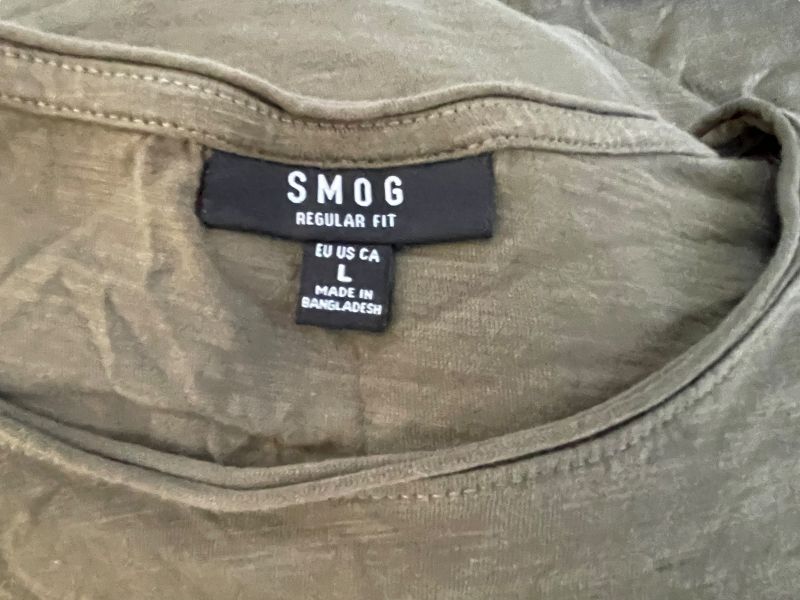 SMOG
REGULAR FIT
EU US CA
L
MADE IN
BANGLADESH